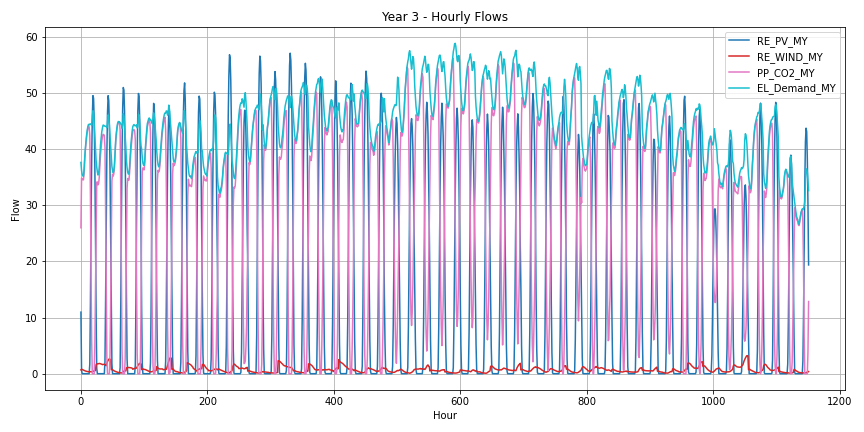 Year 3 - Hourly Flows
Flow
60
50
40
30
20
10
0
RE_PV_MY
RE_WIND_MY
PP_CO2_MY
EL_Demand_MY
0 200 400 600 800 1000 1200
Hour